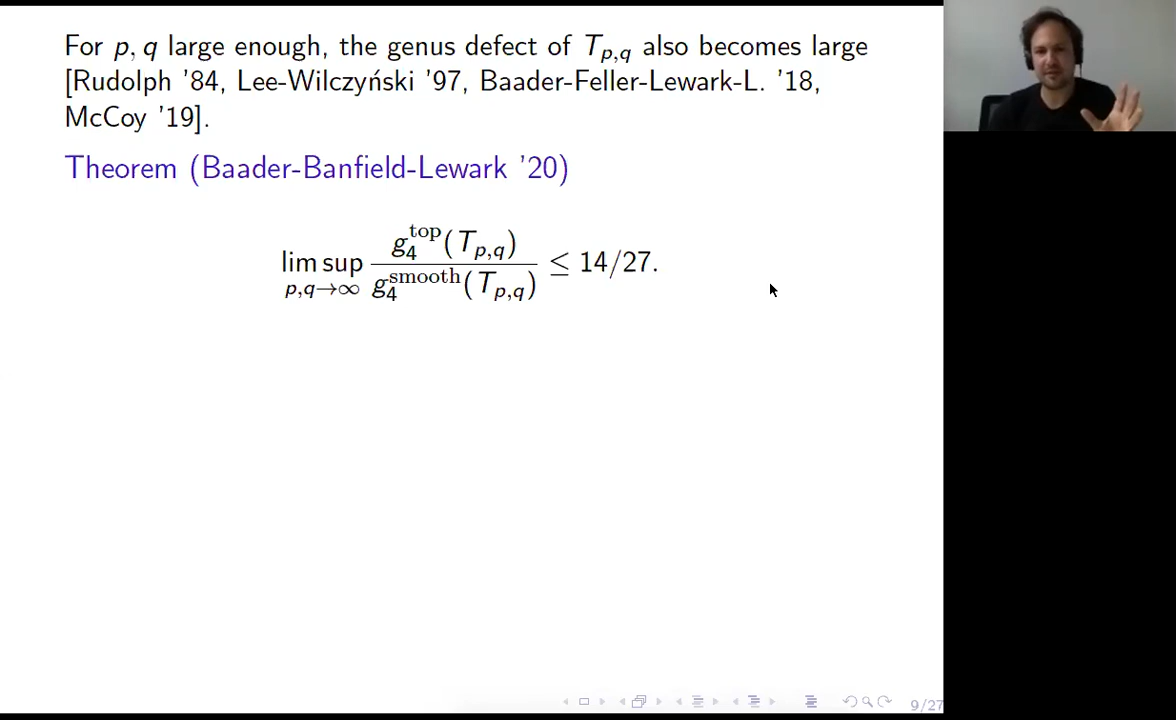 For p, q large enough, the genus defect of T_{p,q} also becomes large
[Rudolph '84, Lee-Wilczyński '97, Baader-Feller-Lewark-L. '18,
McCoy '19].
Theorem (Baader-Banfield-Lewark '20)
lim sup_{p,q→∞} g_4^{top}(T_{p,q}) / g_4^{smooth}(T_{p,q}) ≤ 14/27.
9/27